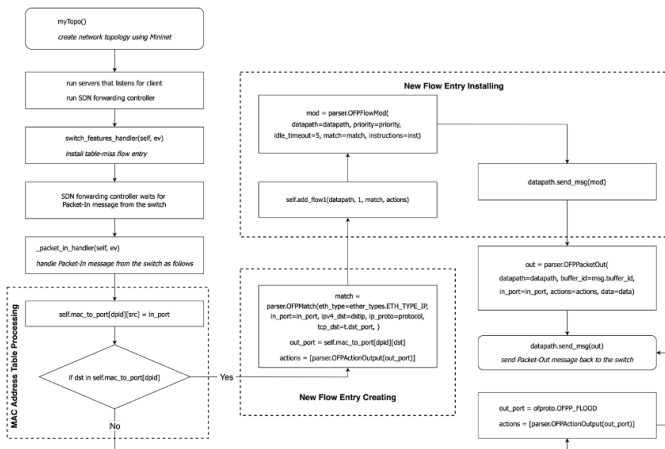 myTopo()
create network topology using Mininet
run servers that listens for client
run SDN forwarding controller
switch_features_handler(self, ev)
install table-miss flow entry
SDN forwarding controller waits for
Packet-In message from the switch
_packet_in_handler(self, ev)
handle Packet-In message from the switch as follows
MAC Address Table Processing
self.mac_to_port[dpid][src] = in_port
if dst in self.mac_to_port[dpid]
Yes
No
New Flow Entry Creating
match =
parser.OFPMatch(eth_type=ether_types.ETH_TYPE_IP,
in_port=in_port, ipv4_dst=dstip, ip_proto=protocol,
tcp_dst=t.dst_port, )
out_port = self.mac_to_port[dpid][dst]
actions = [parser.OFPActionOutput(out_port)]
New Flow Entry Installing
self.add_flow1(datapath, 1, match, actions)
mod = parser.OFPFlowMod(
datapath=datapath, priority=priority,
idle_timeout=5, match=match, instructions=inst)
datapath.send_msg(mod)
out = parser.OFPPacketOut(
datapath=datapath, buffer_id=msg.buffer_id,
in_port=in_port, actions=actions, data=data)
datapath.send_msg(out)
send Packet-Out message back to the switch
out_port = ofproto.OFPP_FLOOD
actions = [parser.OFPActionOutput(out_port)]